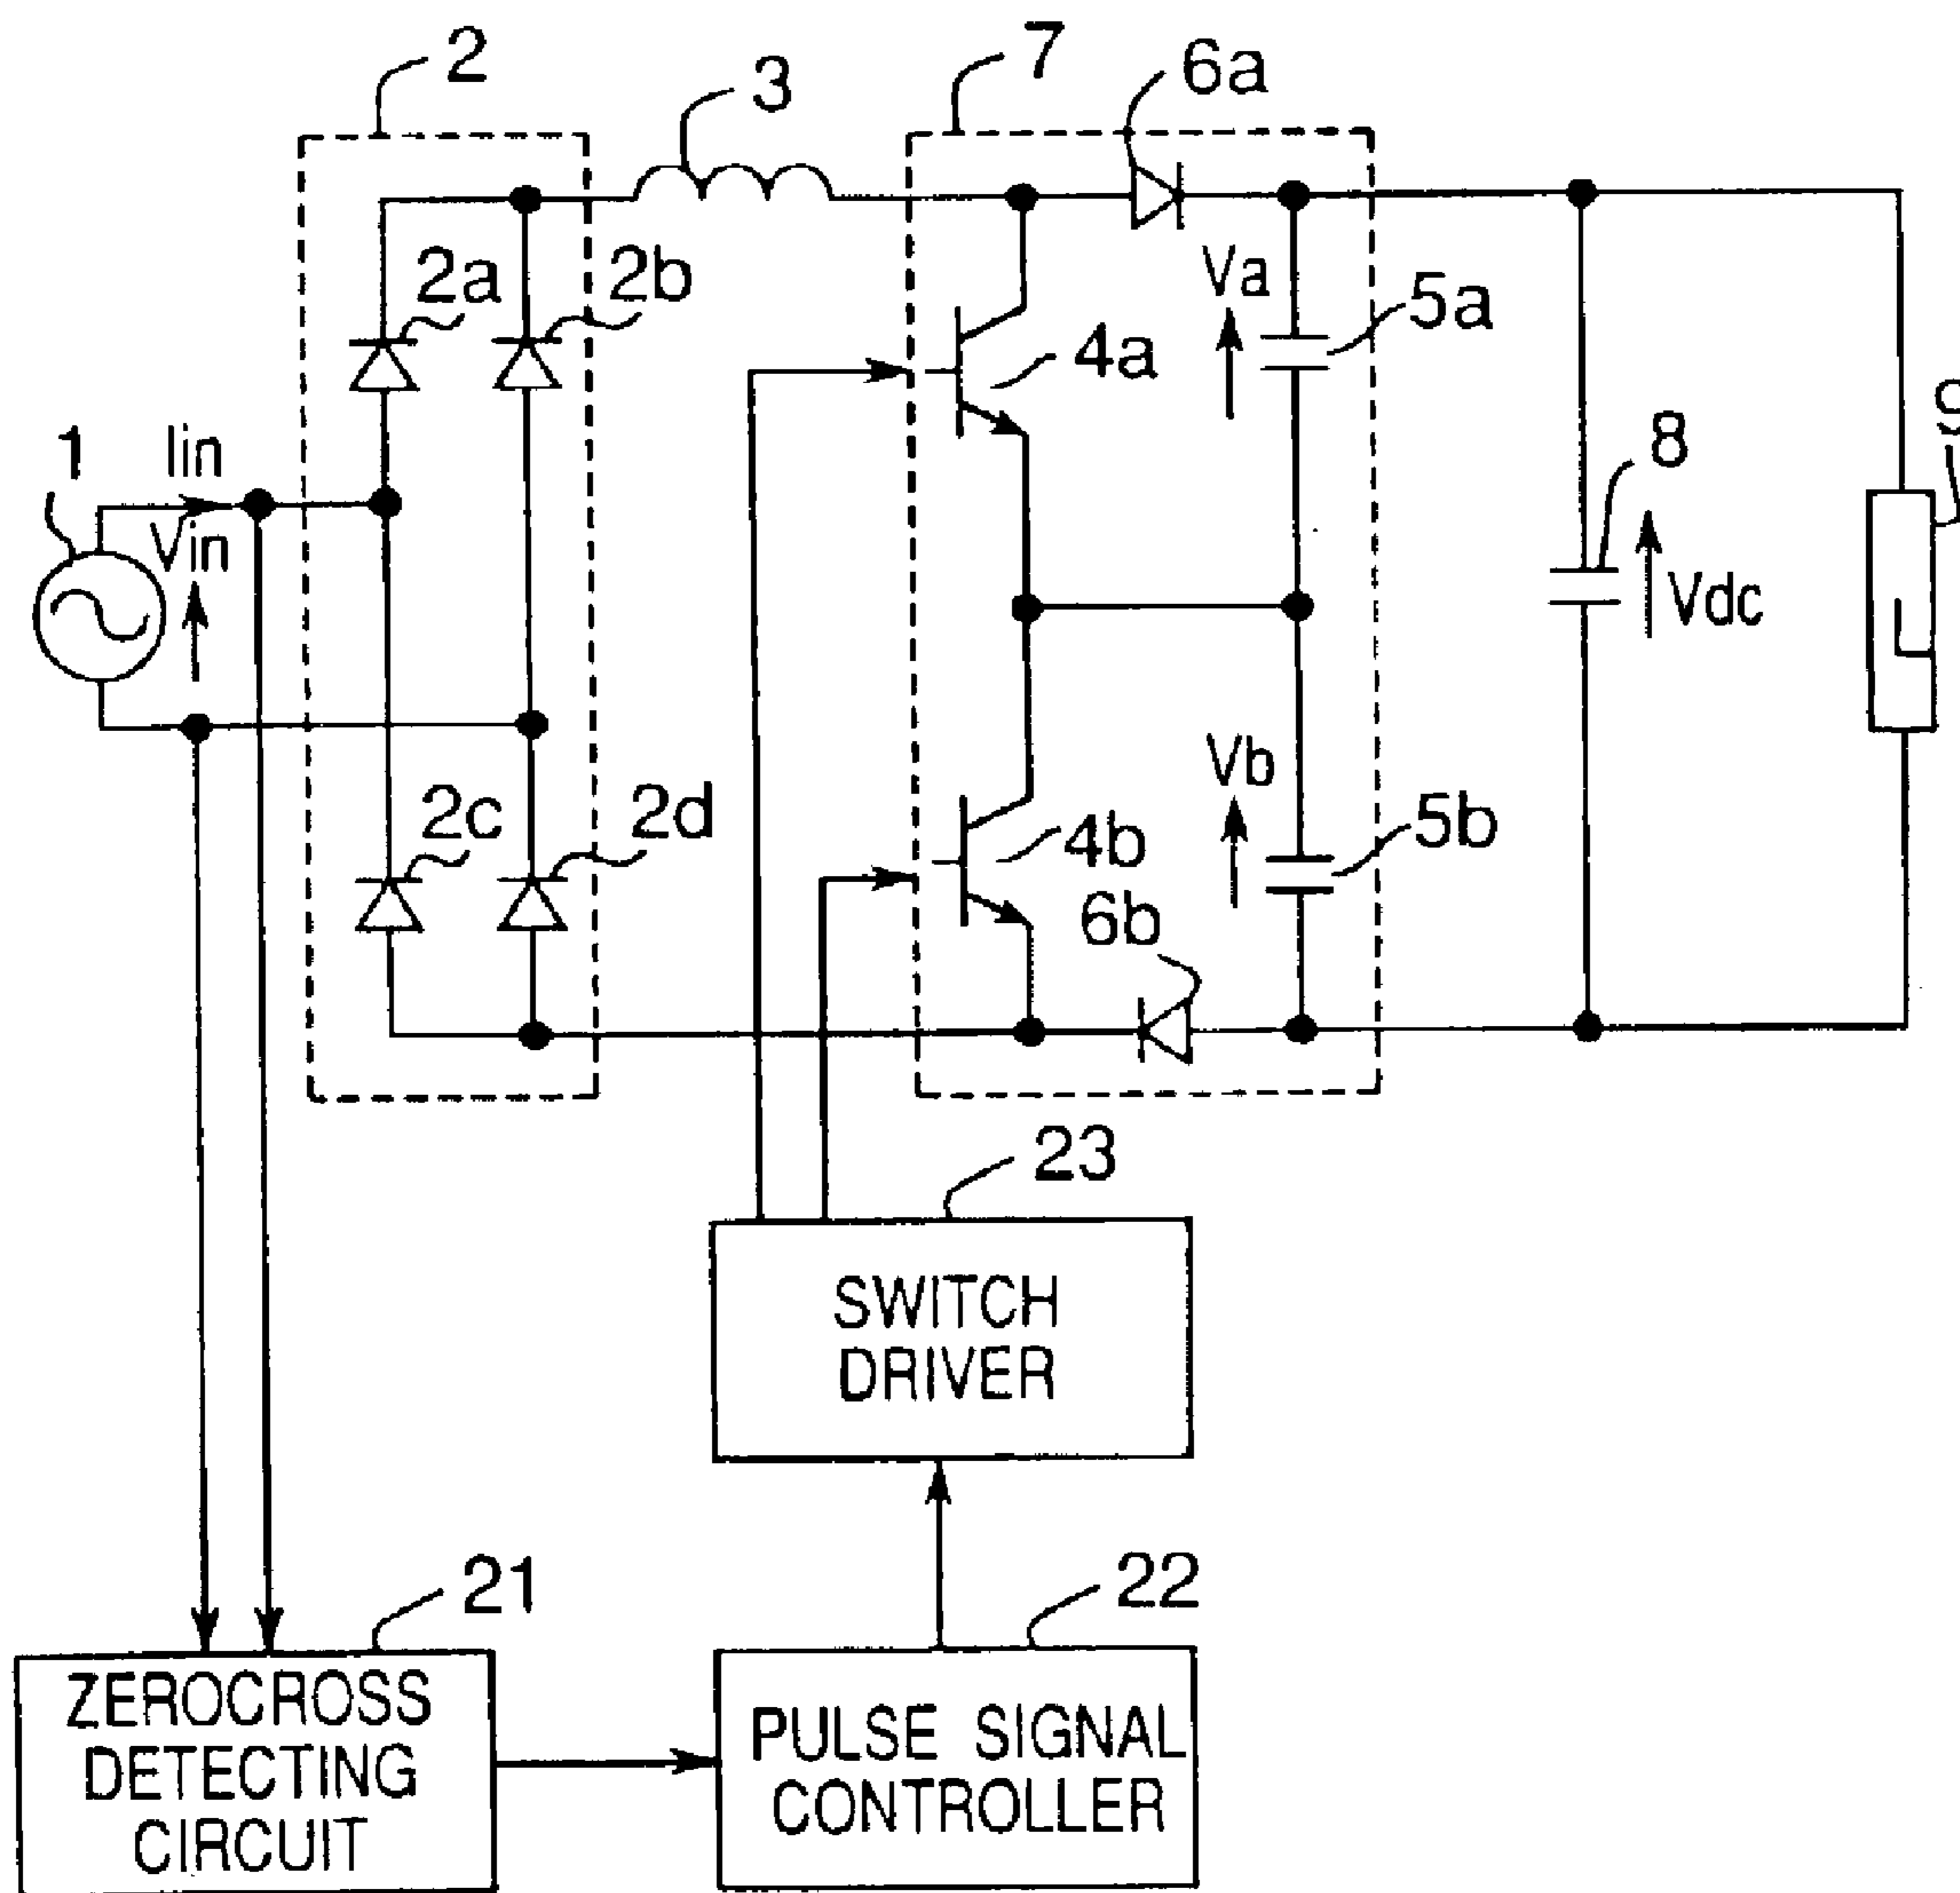 2
3
7
6a
2a
2b
Va
5a
4a
1
Iin
Vin
8
9
Vdc
Vb
2c
2d
4b
5b
6b
23
SWITCH
DRIVER
21
22
ZEROCROSS
DETECTING
CIRCUIT
PULSE SIGNAL
CONTROLLER